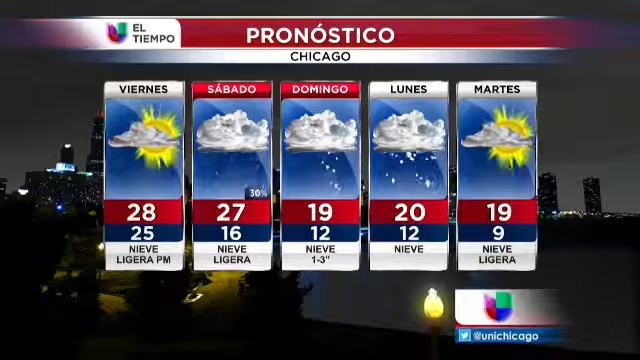 EL
TIEMPO
PRONÓSTICO
CHICAGO
VIERNES
28
25
NIEVE
LIGERA PM
SÁBADO
30%
27
16
NIEVE
LIGERA
DOMINGO
19
12
NIEVE
1-3"
LUNES
20
12
NIEVE
MARTES
19
9
NIEVE
LIGERA
@unichicago